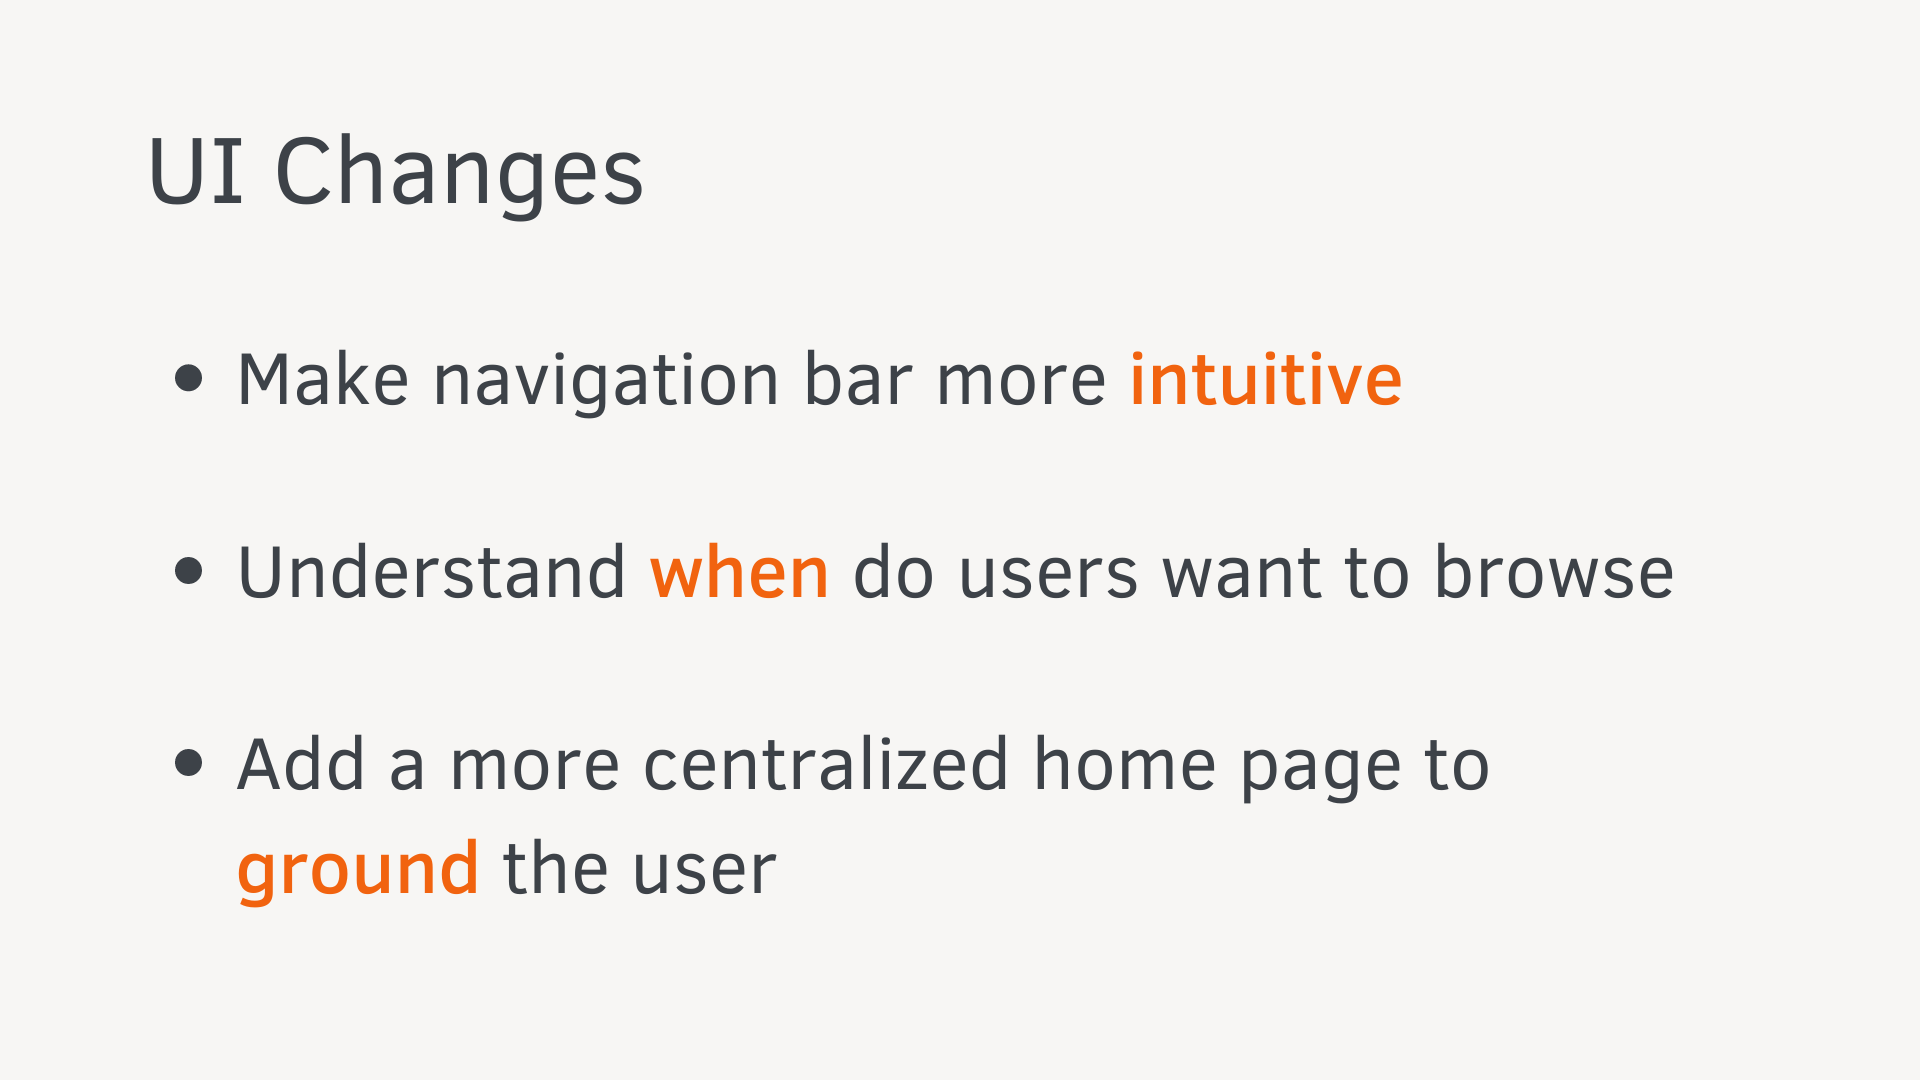 UI Changes
• Make navigation bar more intuitive
• Understand when do users want to browse
• Add a more centralized home page to
ground the user